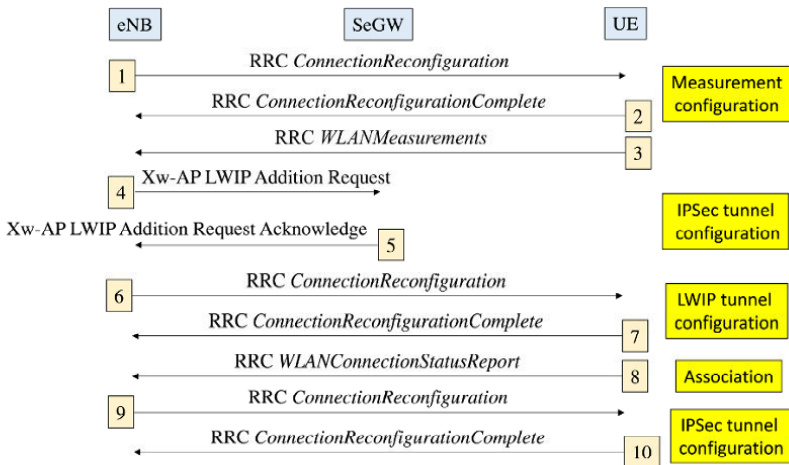 eNB SeGW UE
RRC ConnectionReconfiguration
1
Measurement
configuration
RRC ConnectionReconfigurationComplete
2
RRC WLANMeasurements
3
Xw-AP LWIP Addition Request
4
IPSec tunnel
configuration
Xw-AP LWIP Addition Request Acknowledge
5
RRC ConnectionReconfiguration
6
LWIP tunnel
configuration
RRC ConnectionReconfigurationComplete
7
RRC WLANConnectionStatusReport
8
Association
RRC ConnectionReconfiguration
9
IPSec tunnel
configuration
RRC ConnectionReconfigurationComplete
10